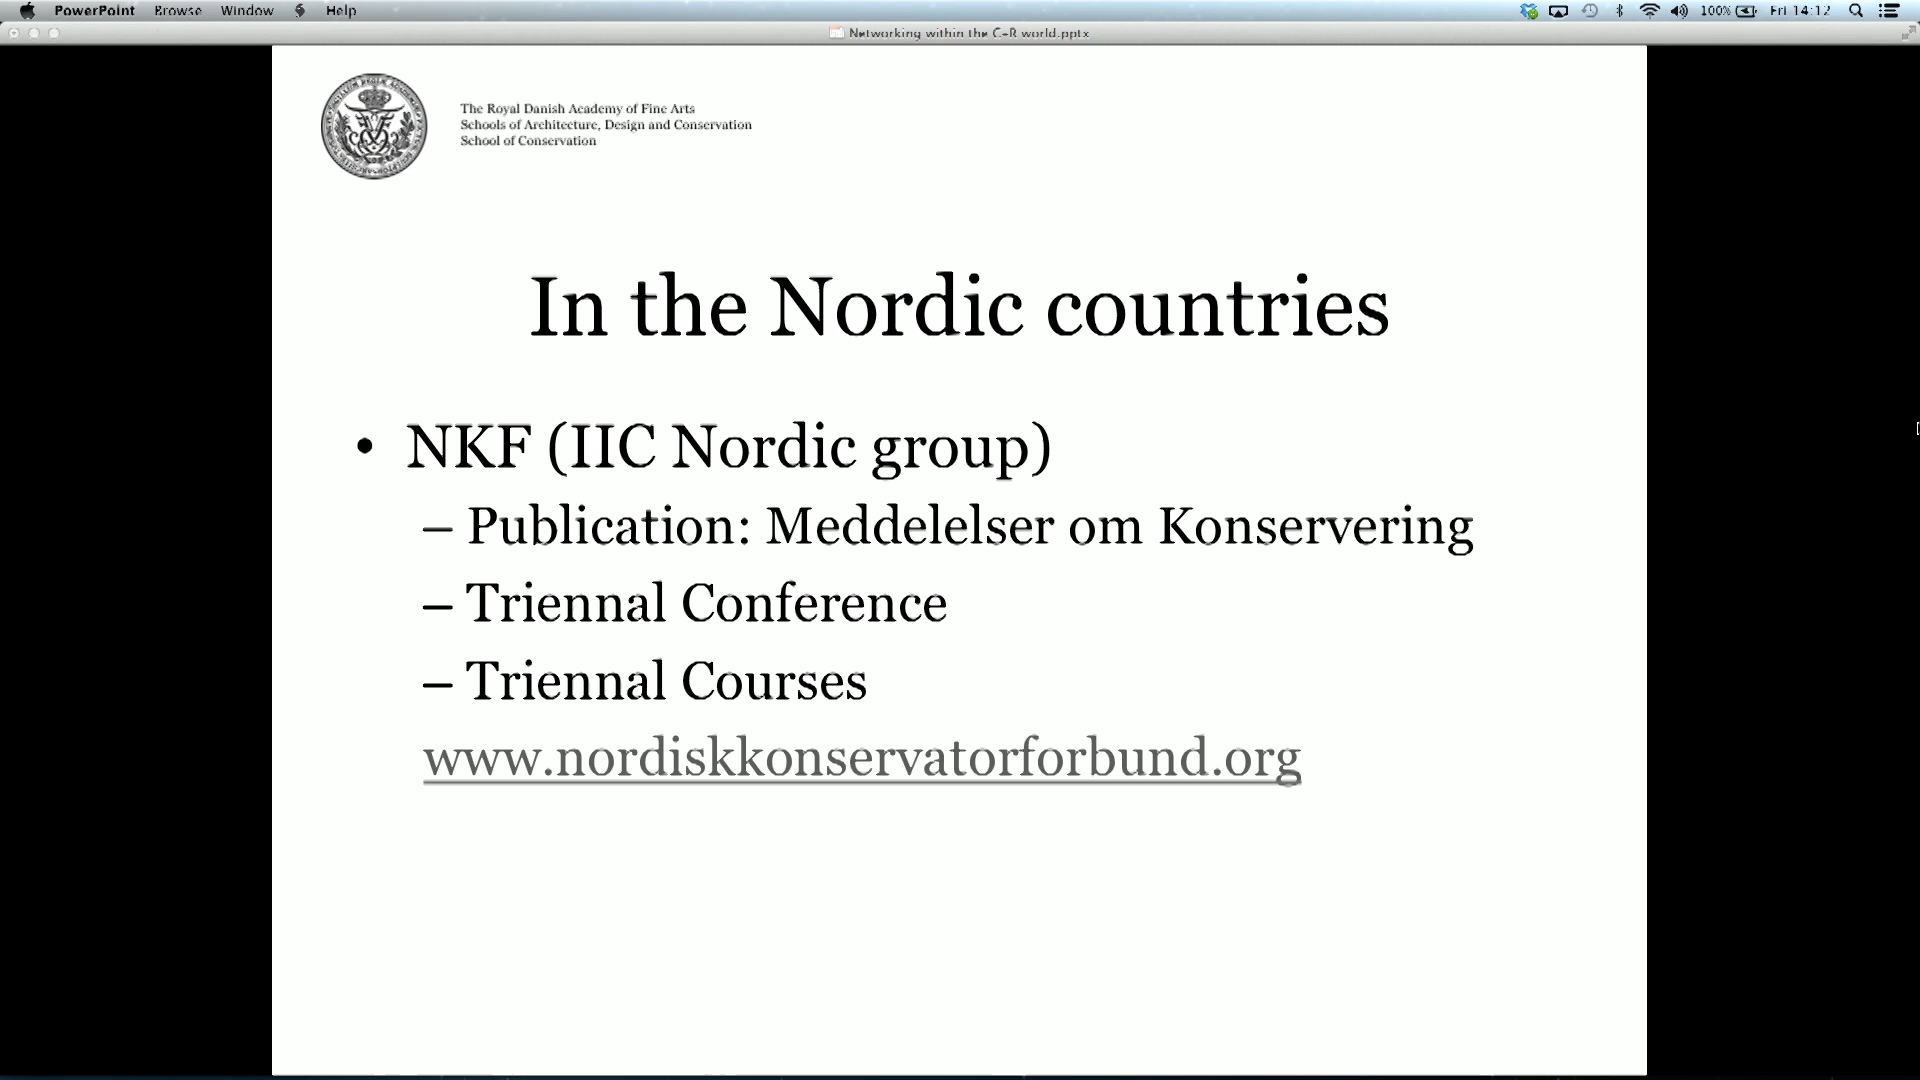 PowerPoint Browse Window Help 100% Fri 14:12
Networking within the C-R world.pptx
The Royal Danish Academy of Fine Arts
Schools of Architecture, Design and Conservation
School of Conservation
In the Nordic countries
• NKF (IIC Nordic group)
– Publication: Meddelelser om Konservering
– Triennal Conference
– Triennal Courses
www.nordiskkonservatorforbund.org